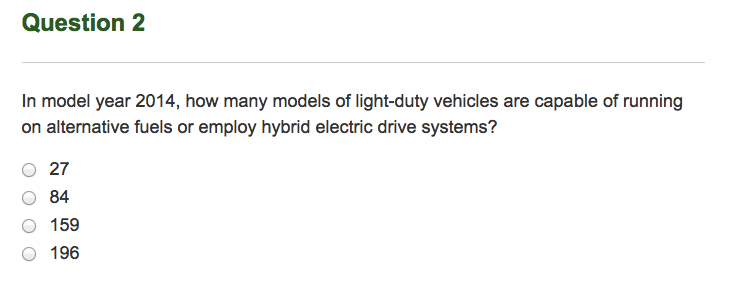 Question 2
In model year 2014, how many models of light-duty vehicles are capable of running
on alternative fuels or employ hybrid electric drive systems?
27
84
159
196